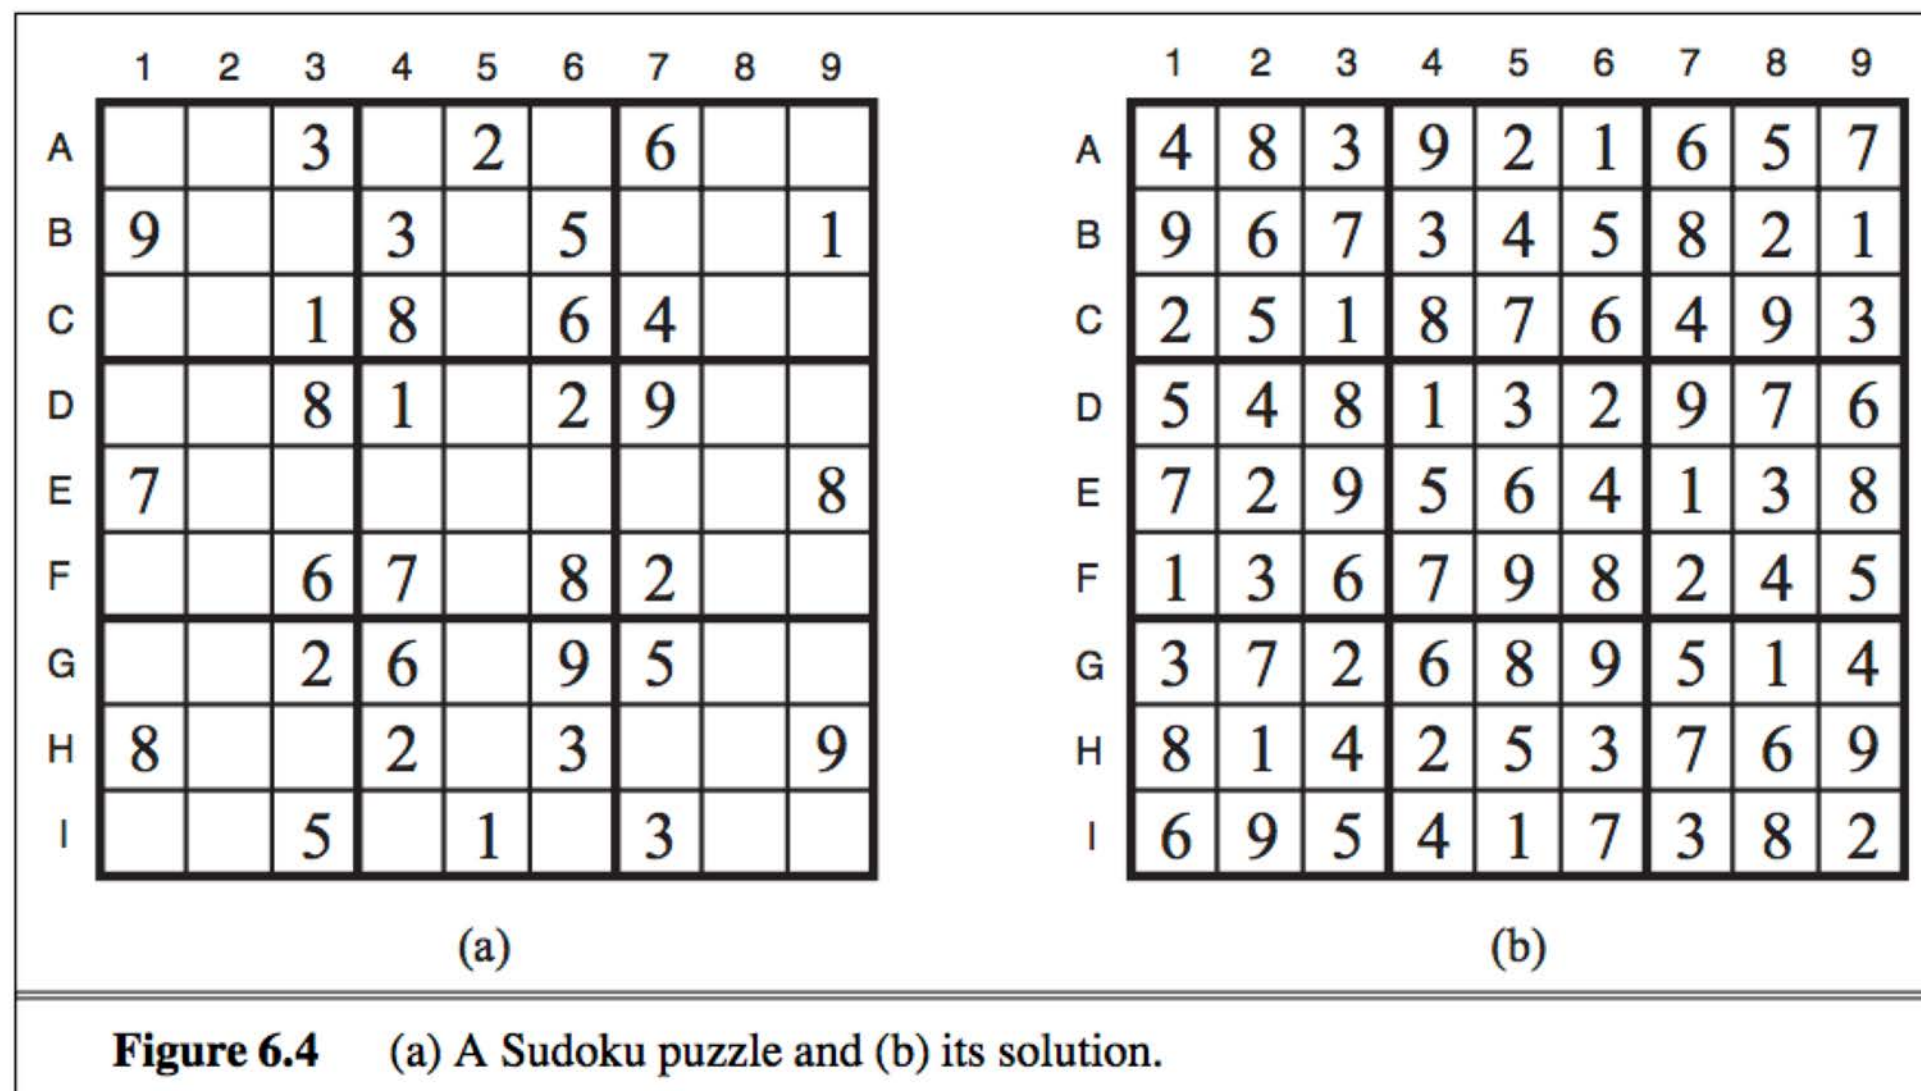 1 2 3 4 5 6 7 8 9
A 3 2 6
B 9 3 5 1
C 1 8 6 4
D 8 1 2 9
E 7 8
F 6 7 8 2
G 2 6 9 5
H 8 2 3 9
I 5 1 3
(a)
1 2 3 4 5 6 7 8 9
A 4 8 3 9 2 1 6 5 7
B 9 6 7 3 4 5 8 2 1
C 2 5 1 8 7 6 4 9 3
D 5 4 8 1 3 2 9 7 6
E 7 2 9 5 6 4 1 3 8
F 1 3 6 7 9 8 2 4 5
G 3 7 2 6 8 9 5 1 4
H 8 1 4 2 5 3 7 6 9
I 6 9 5 4 1 7 3 8 2
(b)
Figure 6.4 (a) A Sudoku puzzle and (b) its solution.